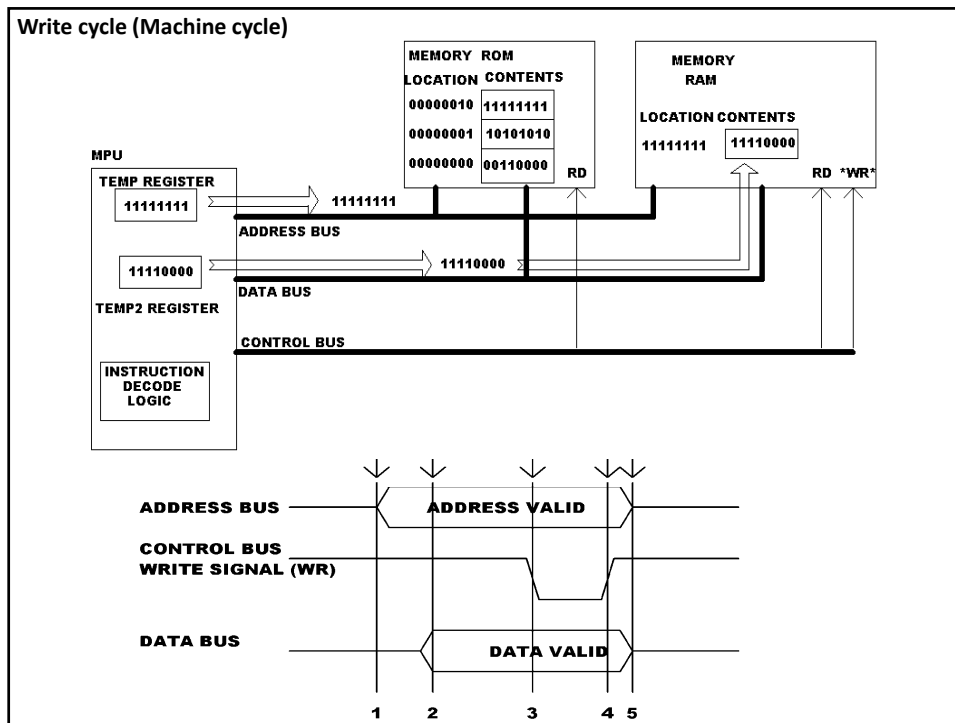 Write cycle (Machine cycle)
MEMORY ROM
LOCATION CONTENTS
00000010 11111111
00000001 10101010
00000000 00110000
RD
MEMORY
RAM
LOCATION CONTENTS
11111111 11110000
RD *WR*
MPU
TEMP REGISTER
11111111
11111111
ADDRESS BUS
11110000
11110000
DATA BUS
TEMP2 REGISTER
CONTROL BUS
INSTRUCTION
DECODE
LOGIC
ADDRESS BUS
ADDRESS VALID
CONTROL BUS
WRITE SIGNAL (WR)
DATA BUS
DATA VALID
1 2 3 4 5